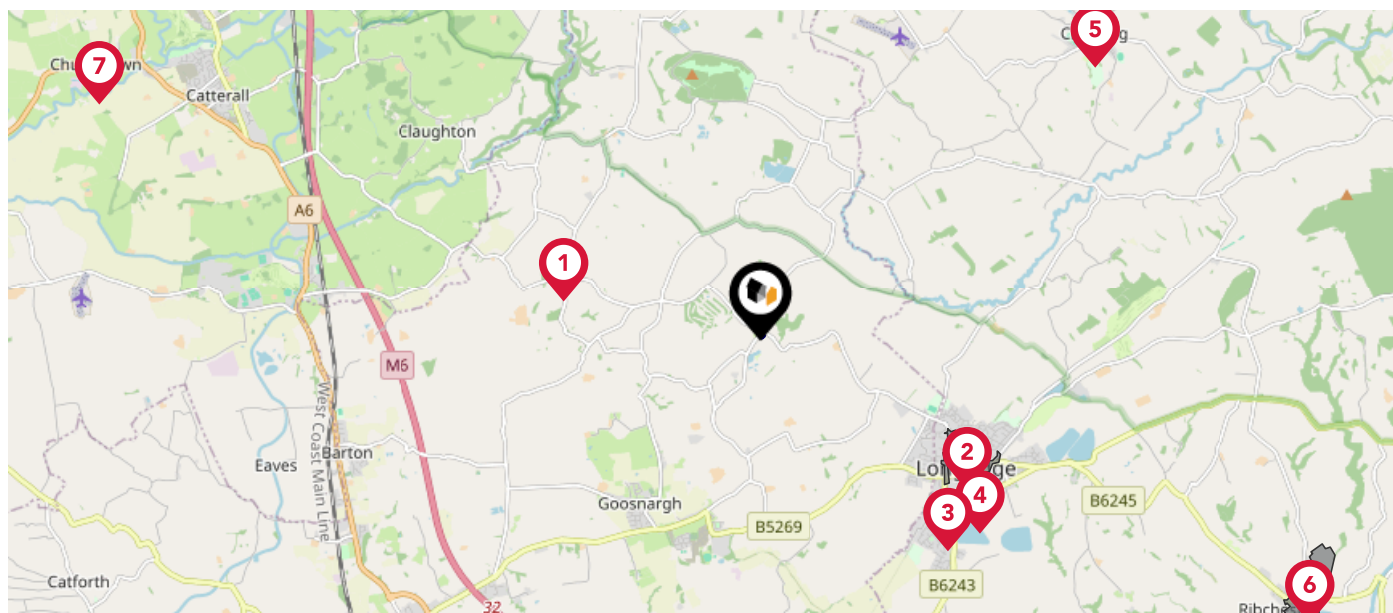 5
7
Catterall
Claughton
A6
1
M6
West Coast Main Line
Barton
Eaves
2
4
3
Goosnargh
B5269
B6245
Catforth
B6243
6
32